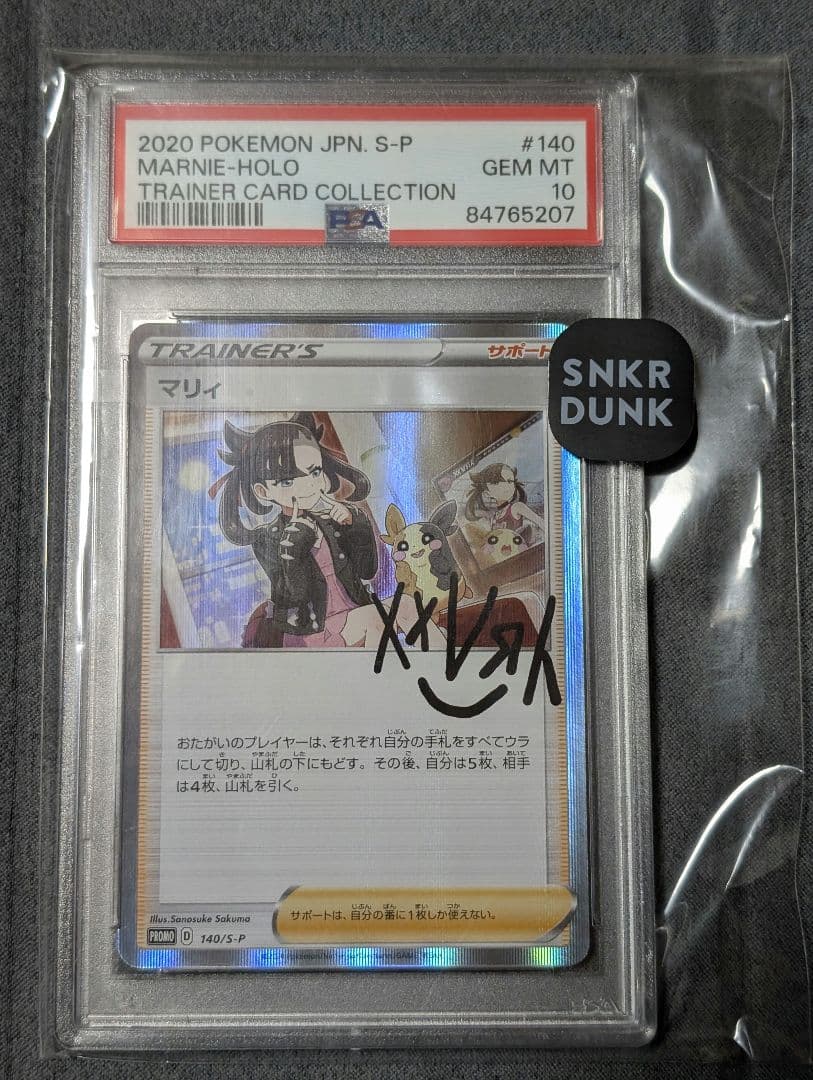 2020 POKEMON JPN. S-P #140
MARNIE-HOLO GEM MT
TRAINER CARD COLLECTION 10
PSA 84765207
TRAINER'S サポート
SNKR
DUNK
マリィ
おたがいのプレイヤーは、それぞれ自分の手札をすべてウラ
にして切り、山札の下にもどす。その後、自分は5枚、相手
は4枚、山札を引く。
Illus.Sanosuke Sakuma
サポートは、自分の番に1枚しか使えない。
PROMO D 140/S-P